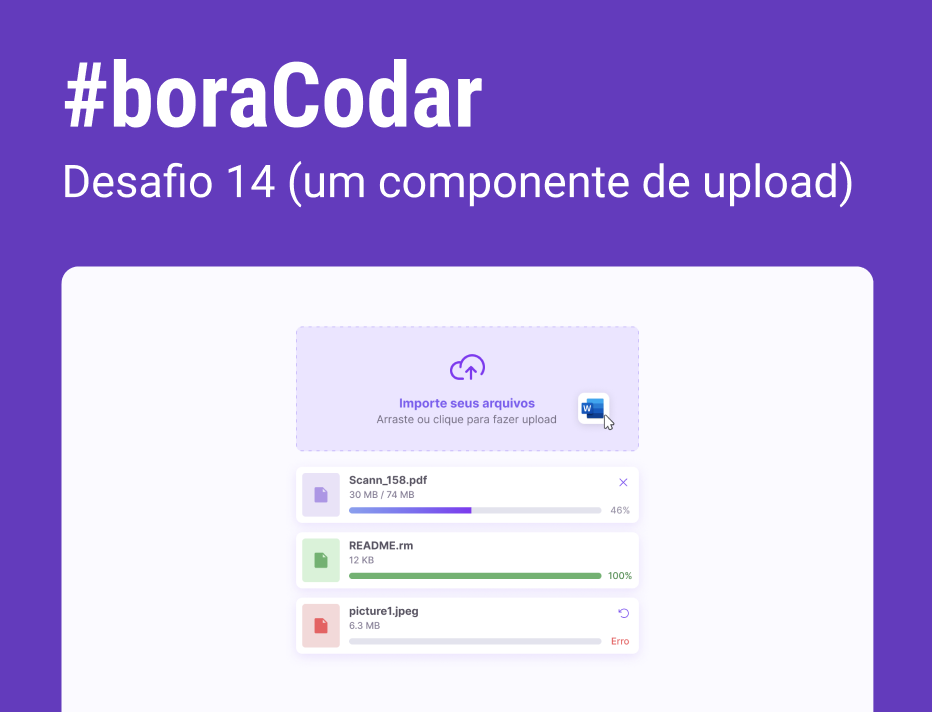 #boraCodar
Desafio 14 (um componente de upload)
Importe seus arquivos
Arraste ou clique para fazer upload
W
Scann_158.pdf
30 MB / 74 MB
46%
README.rm
12 KB
100%
picture1.jpeg
6.3 MB
Erro